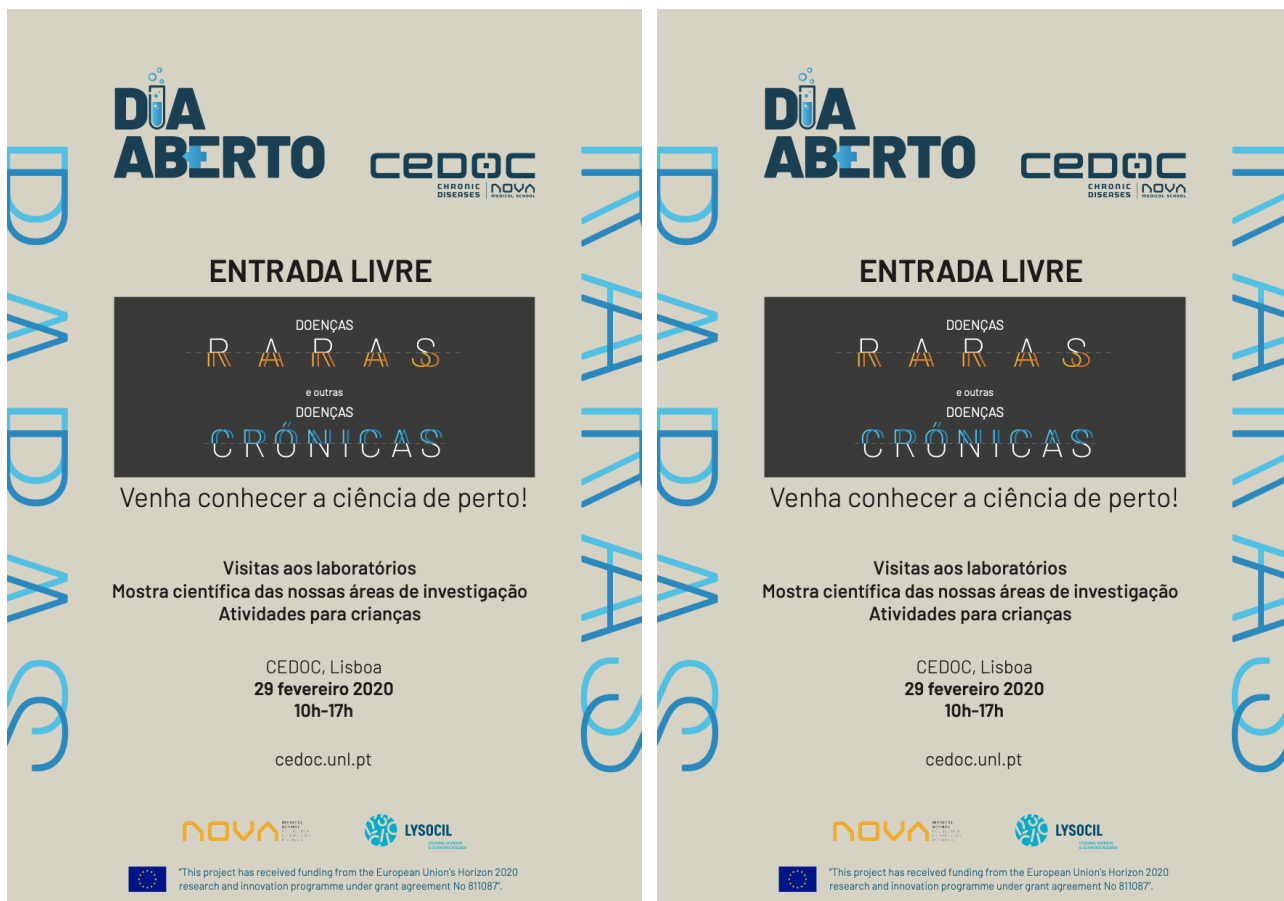 DIA
ABERTO
CEDOC
CHRONIC
DISEASES
NOVA
MEDICAL SCHOOL
ENTRADA LIVRE
DOENÇAS
RARAS
e outras
DOENÇAS
CRÓNICAS
Venha conhecer a ciência de perto!
Visitas aos laboratórios
Mostra científica das nossas áreas de investigação
Atividades para crianças
CEDOC, Lisboa
29 fevereiro 2020
10h-17h
cedoc.unl.pt
NOVA
LYSOCIL
"This project has received funding from the European Union's Horizon 2020
research and innovation programme under grant agreement No 811087".
RARAS
DIA
ABERTO
CEDOC
CHRONIC
DISEASES
NOVA
MEDICAL SCHOOL
ENTRADA LIVRE
DOENÇAS
RARAS
e outras
DOENÇAS
CRÓNICAS
Venha conhecer a ciência de perto!
Visitas aos laboratórios
Mostra científica das nossas áreas de investigação
Atividades para crianças
CEDOC, Lisboa
29 fevereiro 2020
10h-17h
cedoc.unl.pt
NOVA
LYSOCIL
"This project has received funding from the European Union's Horizon 2020
research and innovation programme under grant agreement No 811087".
RARAS